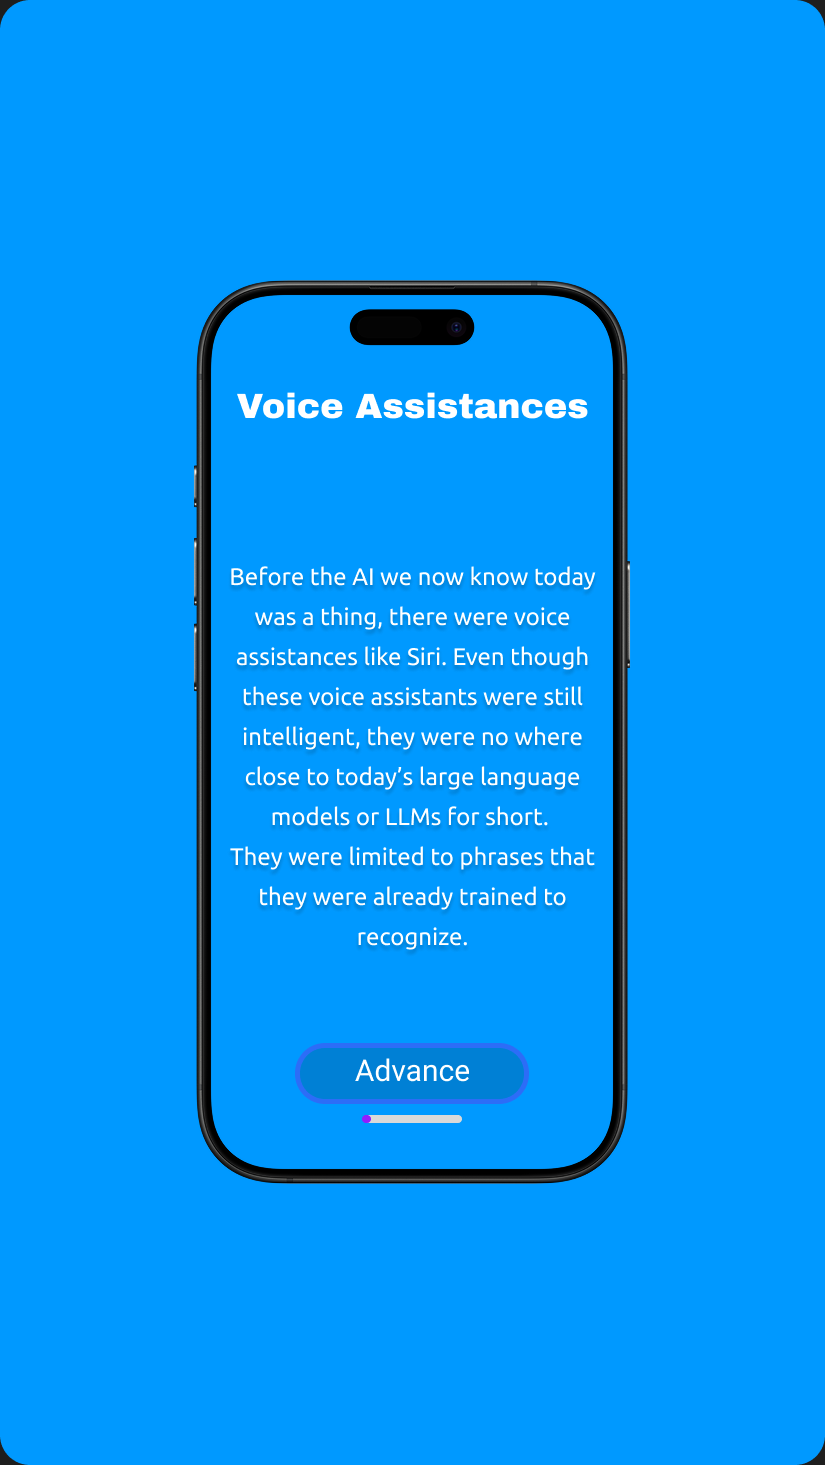 Voice Assistances
Before the AI we now know today
was a thing, there were voice
assistances like Siri. Even though
these voice assistants were still
intelligent, they were no where
close to today’s large language
models or LLMs for short.
They were limited to phrases that
they were already trained to
recognize.
Advance